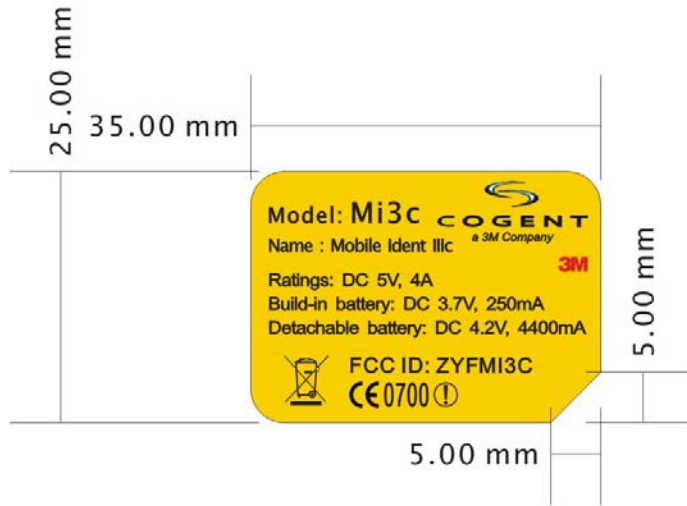 25.00 mm
35.00 mm
Model: Mi3c
COGENT
a 3M Company
Name : Mobile Ident IIIc
3M
Ratings: DC 5V, 4A
Build-in battery: DC 3.7V, 250mA
Detachable battery: DC 4.2V, 4400mA
5.00 mm
FCC ID: ZYFMI3C
CE0700!
5.00 mm